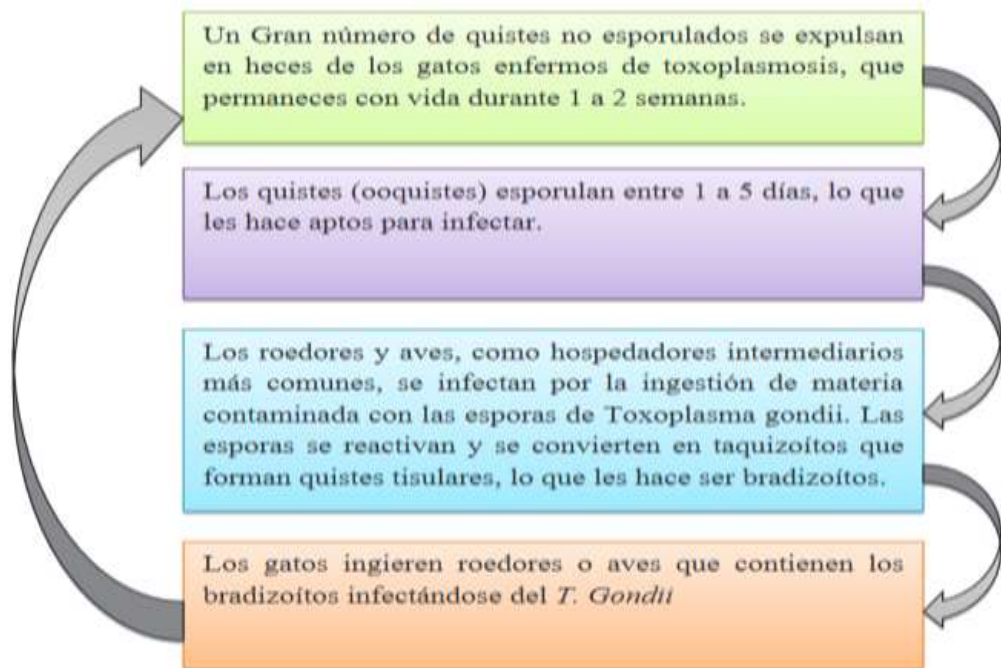 Un Gran número de quistes no esporulados se expulsan
en heces de los gatos enfermos de toxoplasmosis, que
permaneces con vida durante 1 a 2 semanas.
Los quistes (ooquistes) esporulan entre 1 a 5 días, lo que
les hace aptos para infectar.
Los roedores y aves, como hospedadores intermediarios
más comunes, se infectan por la ingestión de materia
contaminada con las esporas de Toxoplasma gondii. Las
esporas se reactivan y se convierten en taquizoítos que
forman quistes tisulares, lo que les hace ser bradizoítos.
Los gatos ingieren roedores o aves que contienen los
bradizoítos infectándose del T. Gondii